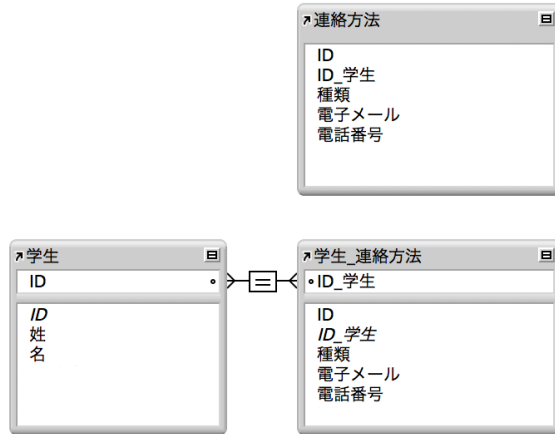 連絡方法
ID
ID_学生
種類
電子メール
電話番号
学生
ID
ID
姓
名
学生_連絡方法
ID_学生
ID
ID_学生
種類
電子メール
電話番号